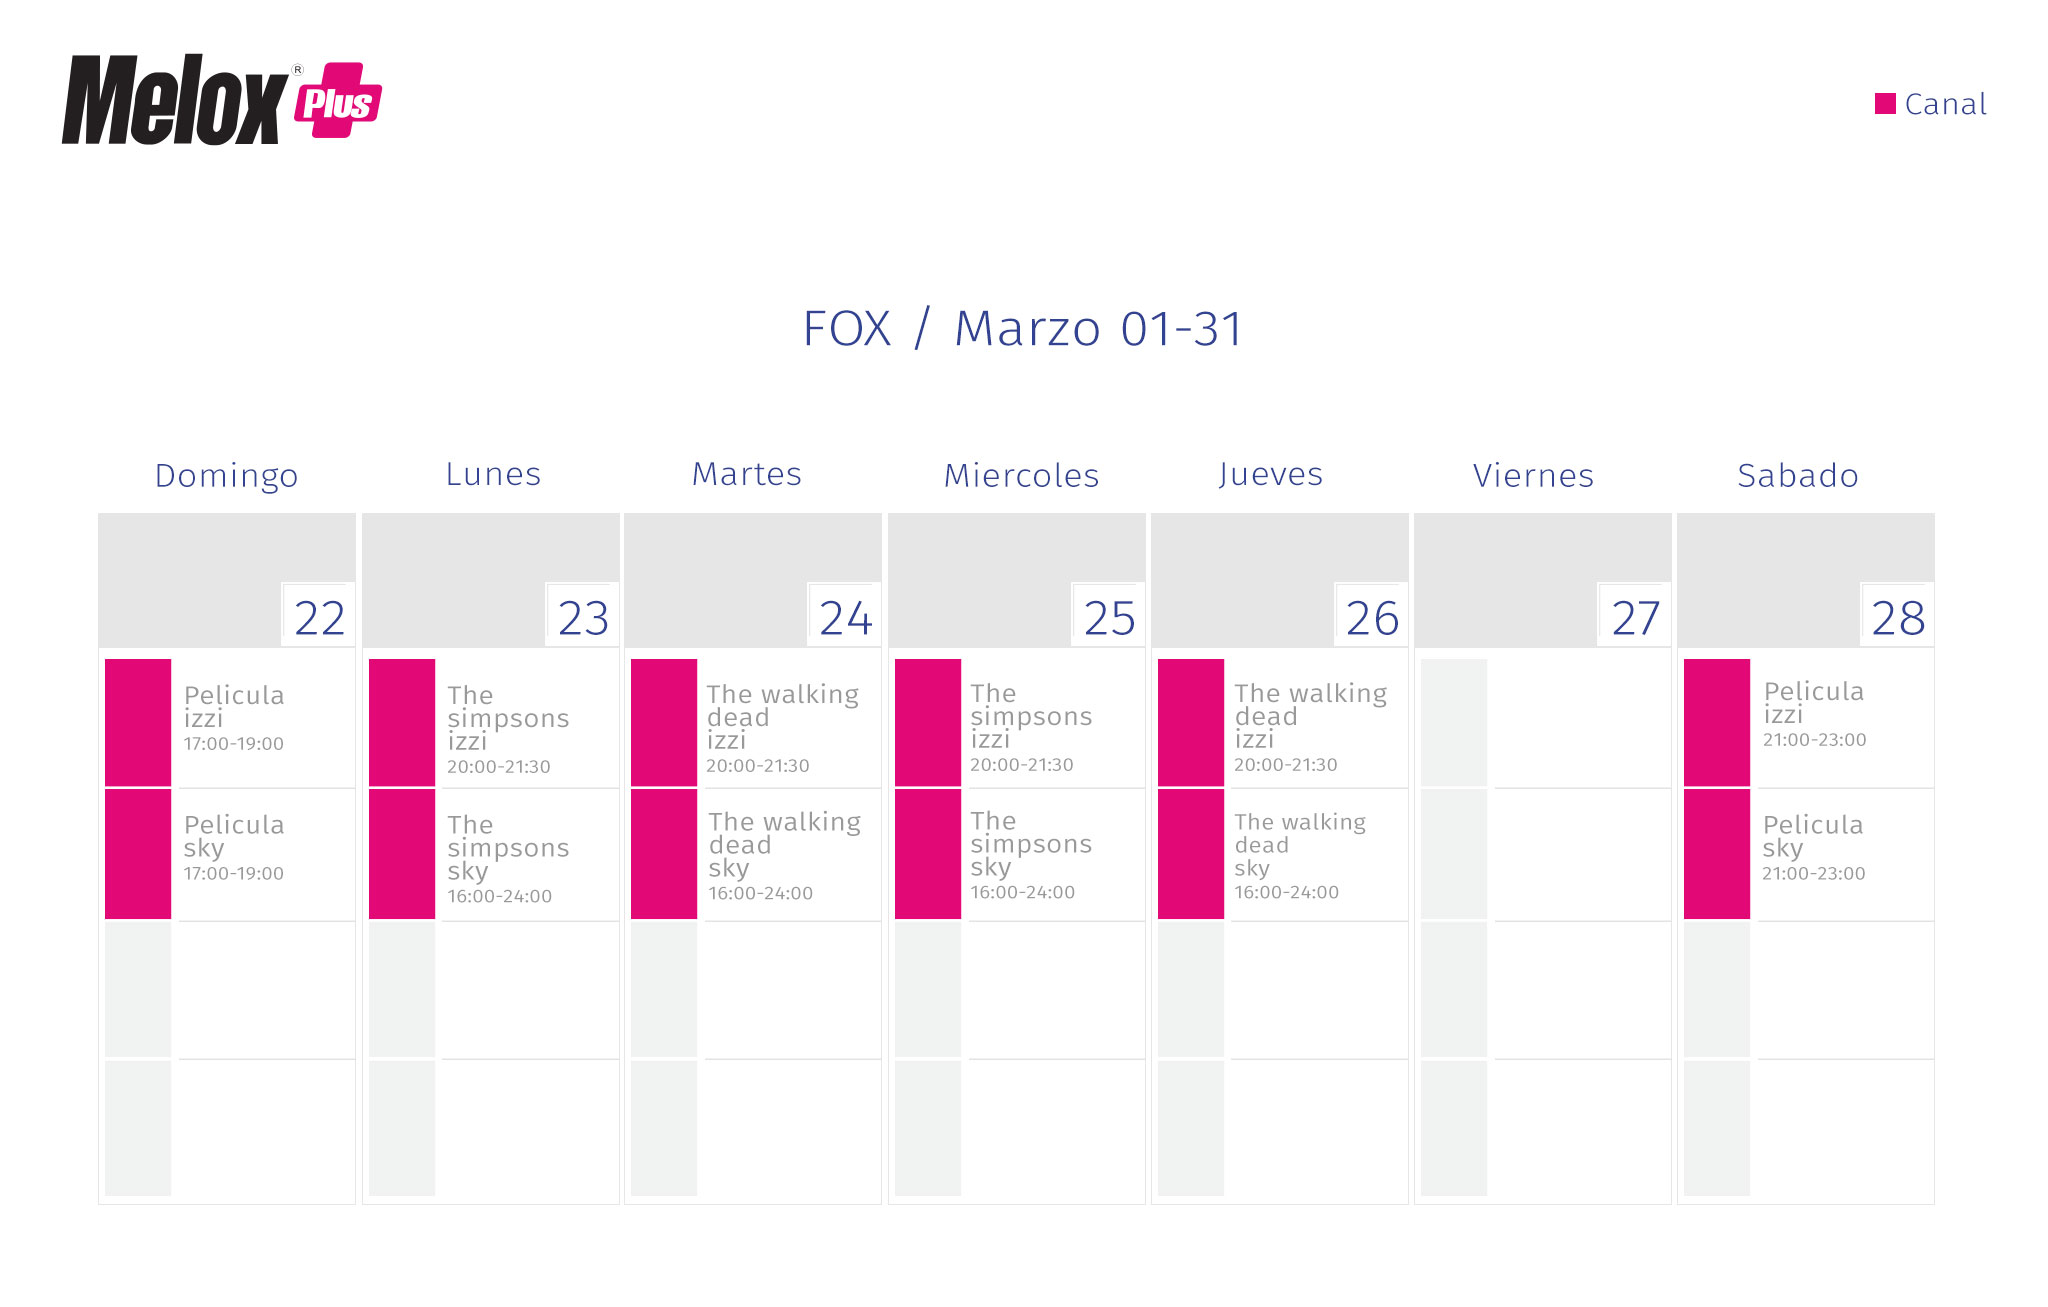 Melox® Plus
Canal
FOX / Marzo 01-31
Domingo
Lunes
Martes
Miercoles
Jueves
Viernes
Sabado
22
23
24
25
26
27
28
Pelicula
izzi
17:00-19:00
The
simpsons
izzi
20:00-21:30
The walking
dead
izzi
20:00-21:30
The
simpsons
izzi
20:00-21:30
The walking
dead
izzi
20:00-21:30
Pelicula
izzi
21:00-23:00
Pelicula
sky
17:00-19:00
The
simpsons
sky
16:00-24:00
The walking
dead
sky
16:00-24:00
The
simpsons
sky
16:00-24:00
The walking
dead
sky
16:00-24:00
Pelicula
sky
21:00-23:00